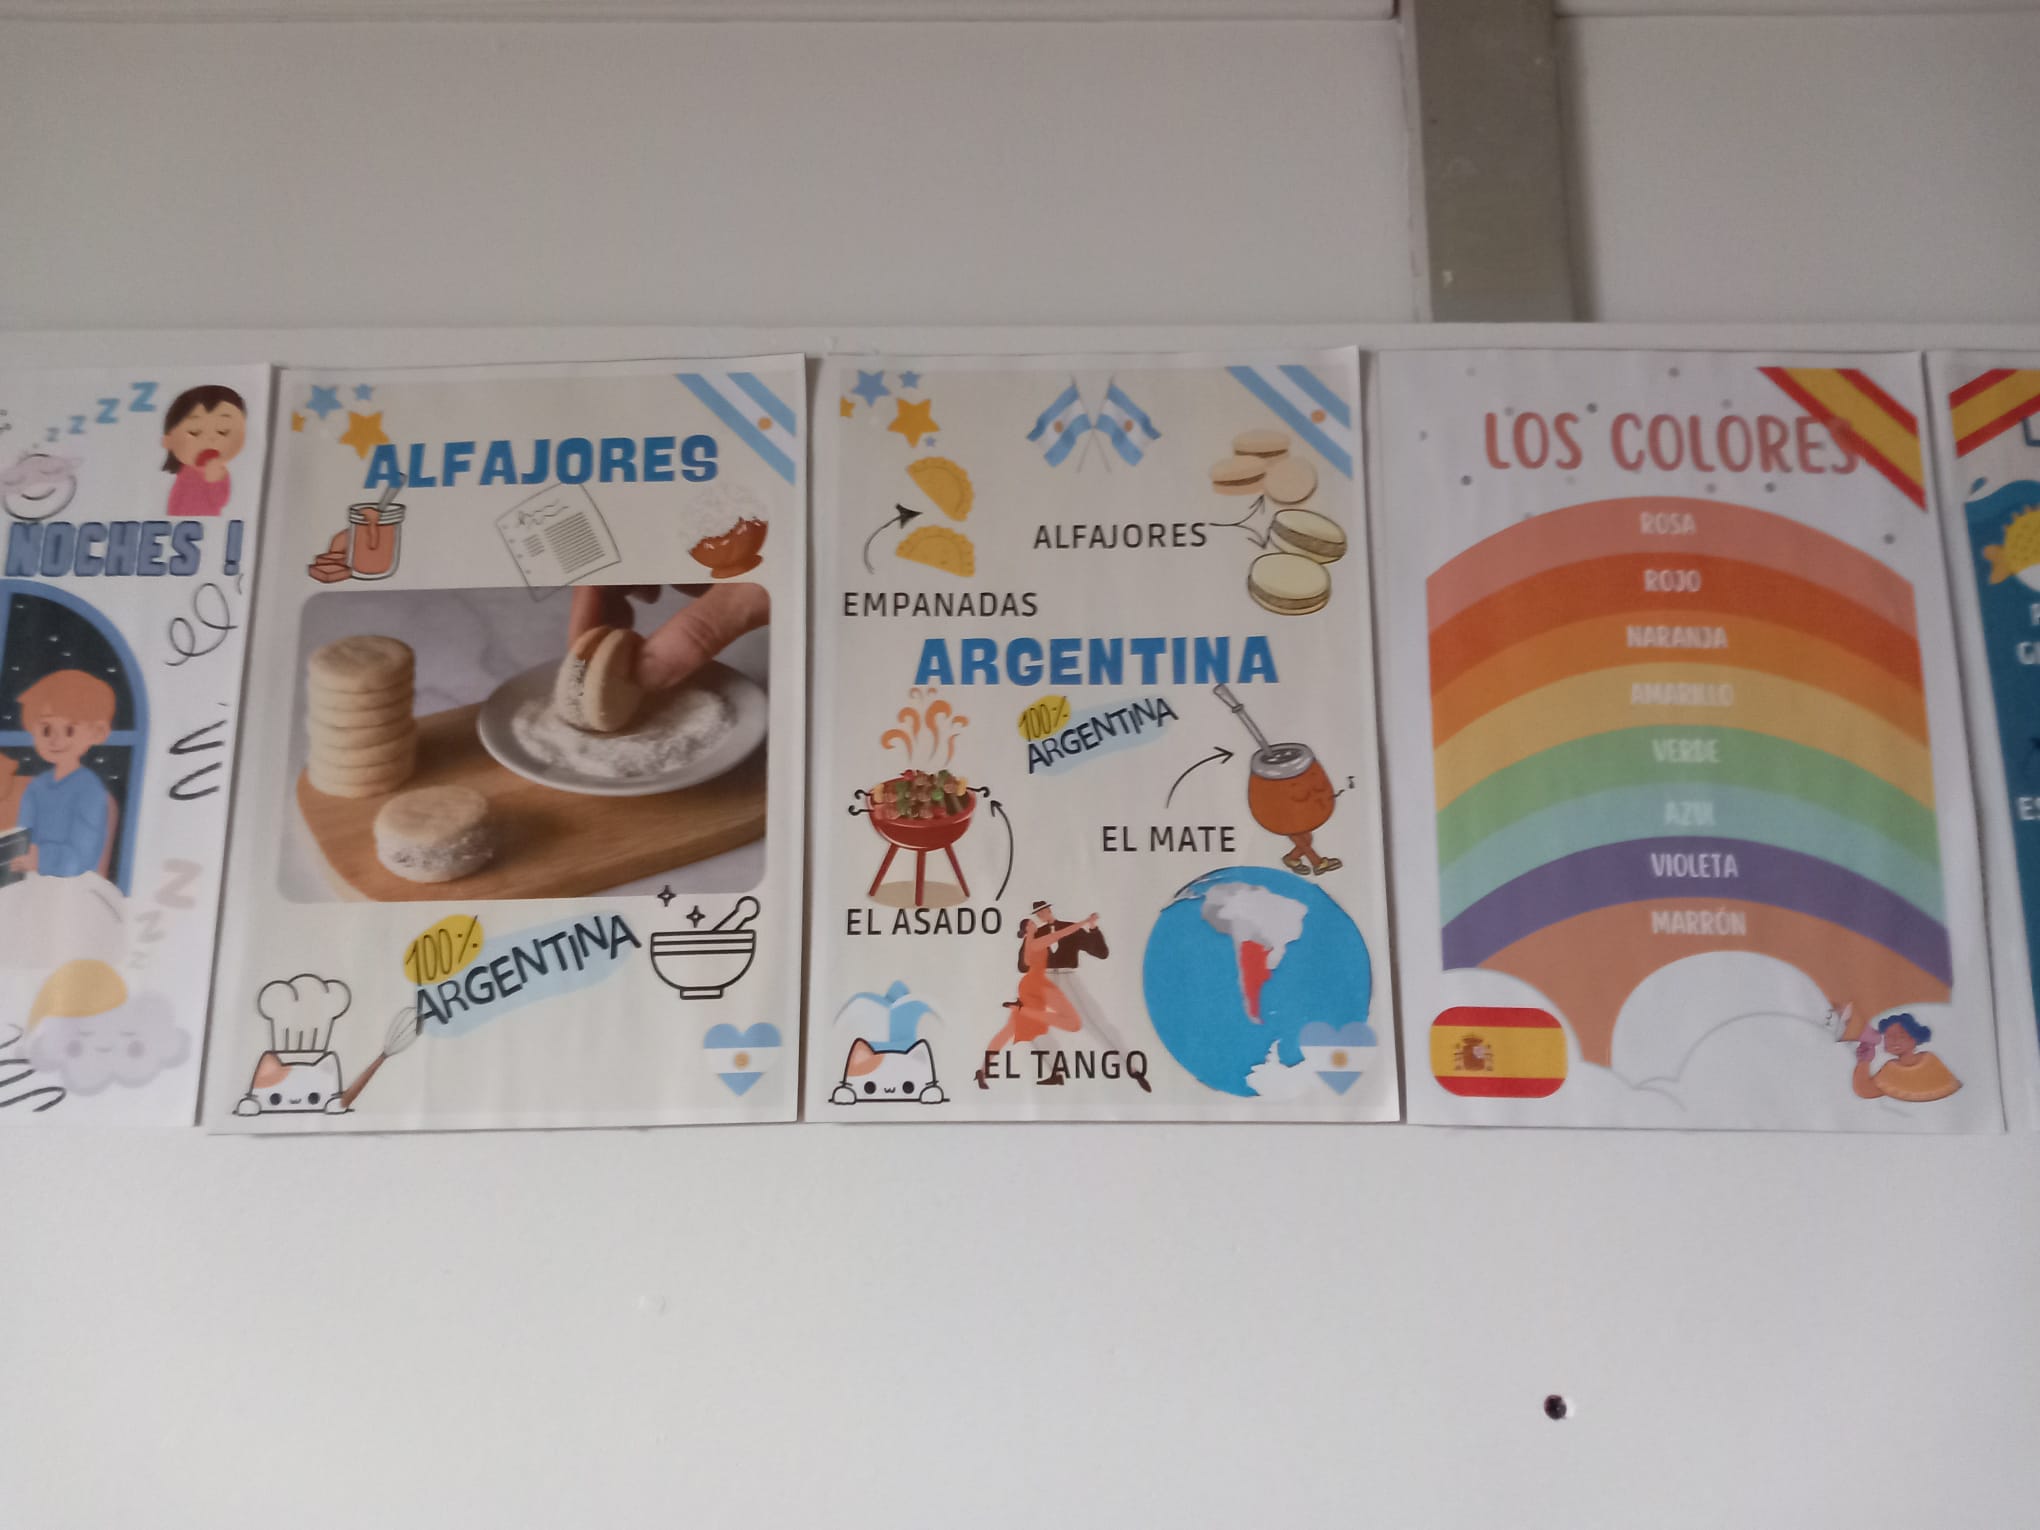 Z Z Z Z
NOCHES !
Z
Z
Z
Z
ALFAJORES
100%
ARGENTINA
ALFAJORES
EMPANADAS
ARGENTINA
100%
ARGENTINA
EL MATE
EL ASADO
EL TANGO
LOS COLORES
ROSA
ROJO
NARANJA
AMARILLO
VERDE
AZUL
VIOLETA
MARRÓN